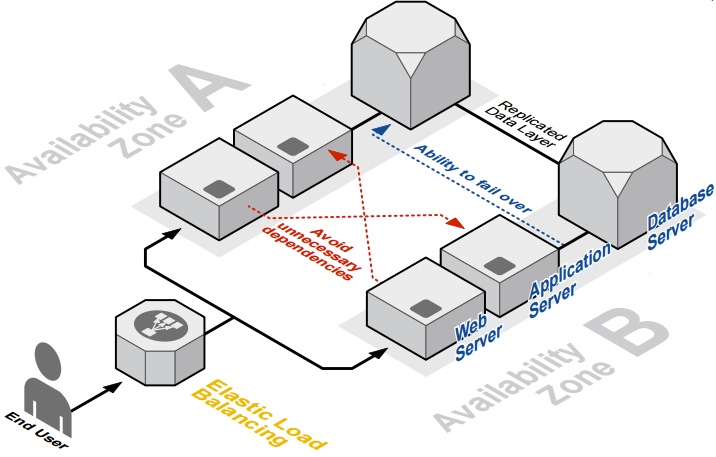 Availability
Zone A
Replicated
Data Layer
Ability to fail over
Avoid
unnecessary
dependencies
Database
Server
Application
Server
Web
Server
Availability
Zone B
Elastic Load
Balancing
End User